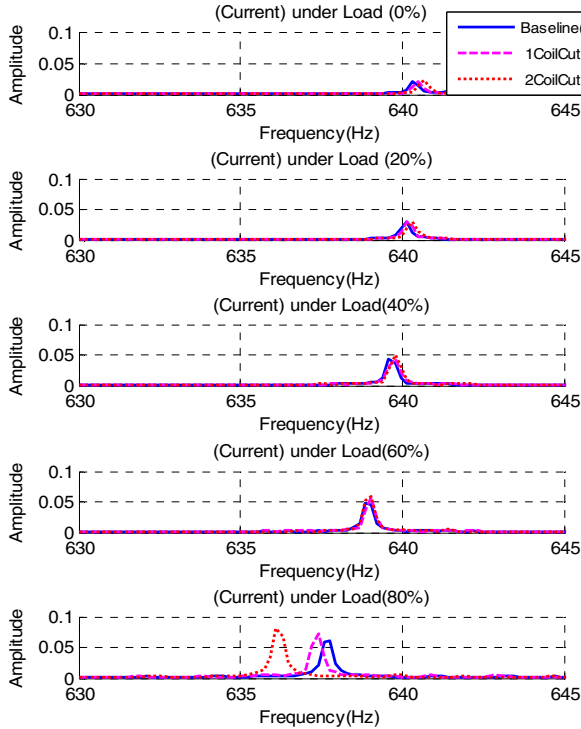 (Current) under Load (0%)
Amplitude
0.1
0.05
0
630
635
640
645
Frequency(Hz)
Baseline(
1CoilCut
2CoilCut
(Current) under Load (20%)
Amplitude
0.1
0.05
0
630
635
640
645
Frequency(Hz)
(Current) under Load(40%)
Amplitude
0.1
0.05
0
630
635
640
645
Frequency(Hz)
(Current) under Load(60%)
Amplitude
0.1
0.05
0
630
635
640
645
Frequency(Hz)
(Current) under Load(80%)
Amplitude
0.1
0.05
0
630
635
640
645
Frequency(Hz)